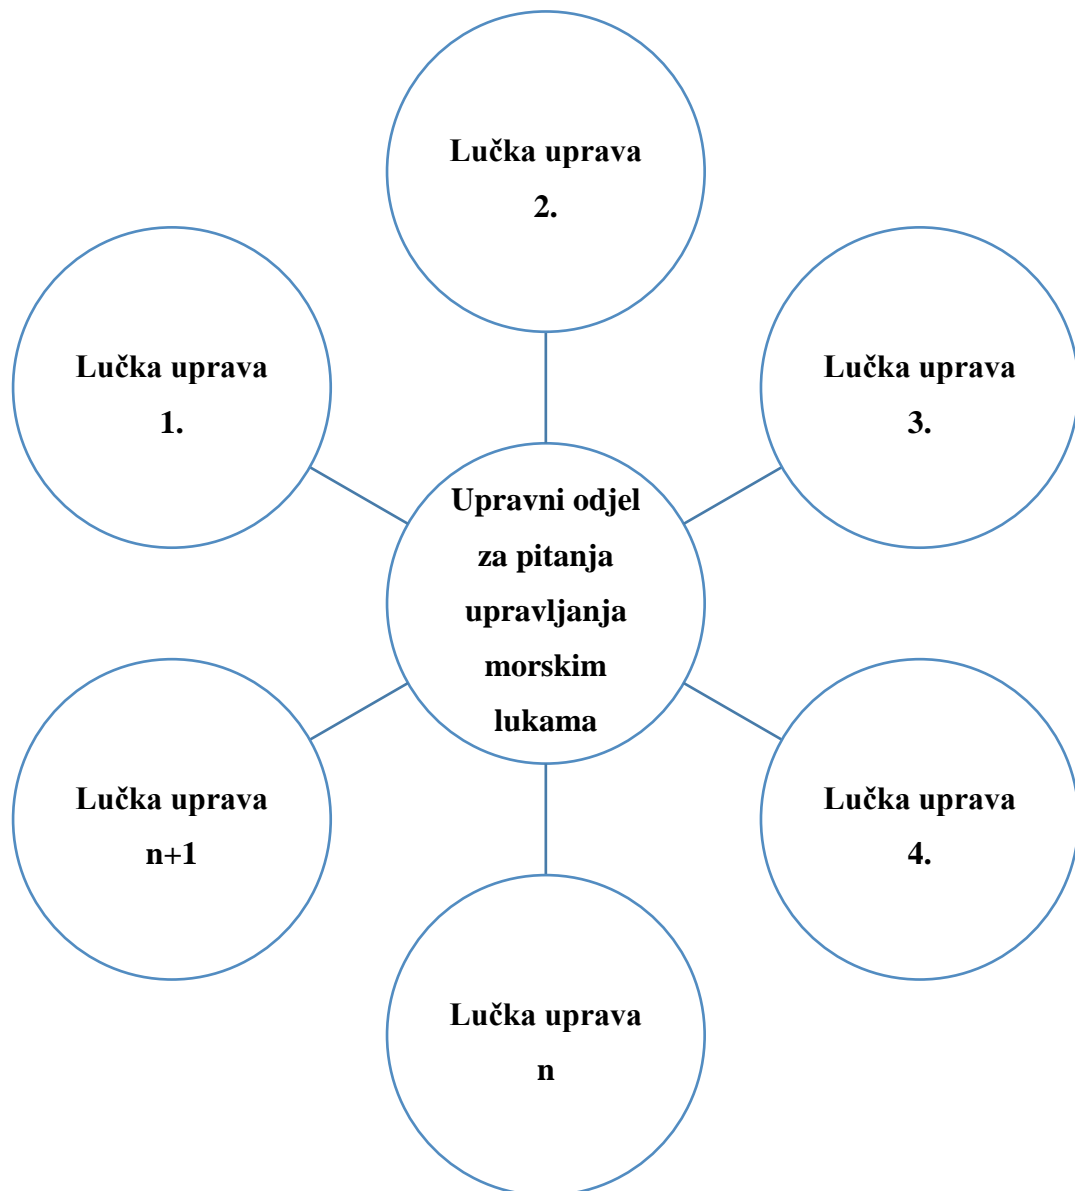 Lučka uprava
2.
Lučka uprava
1.
Lučka uprava
3.
Upravni odjel
za pitanja
upravljanja
morskim
lukama
Lučka uprava
n+1
Lučka uprava
4.
Lučka uprava
n